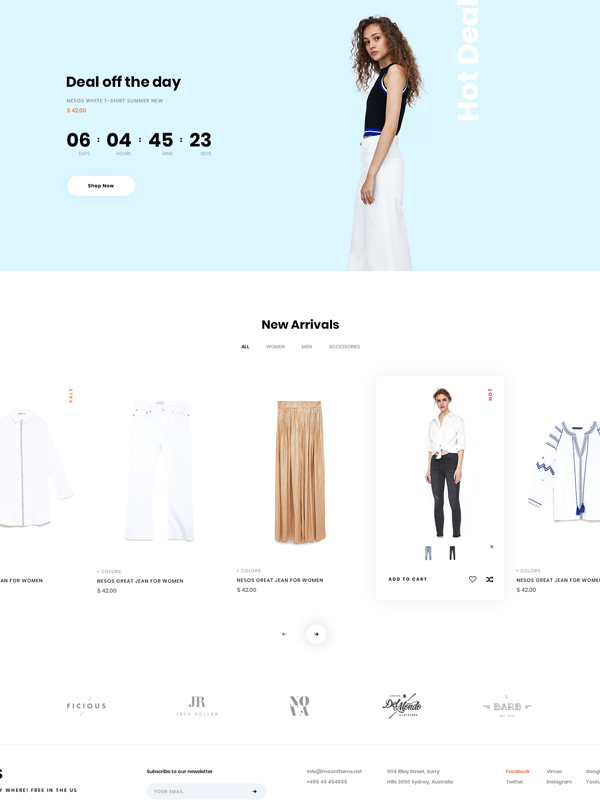 Hot Deal
Deal off the day
NESOS WHITE T-SHIRT SUMMER NEW
$ 42.00
06 : 04 : 45 : 23
DAYS HOURS MINS SECS
Shop Now
New Arrivals
ALL WOMEN MEN ACCESSORIES
SALE
HOT
+ COLORS
+ COLORS
+ COLORS
AN FOR WOMEN
NESOS GREAT JEAN FOR WOMEN
$ 42.00
NESOS GREAT JEAN FOR WOMEN
$ 42.00
ADD TO CART
NESOS GREAT JEAN FOR WOMEN
$ 42.00
FICIOUS
JR
JACK ROLLER
NOVA
Del Mondo
BARB
S
Y WHERE! FREE IN THE US
Subscribe to our newsletter
YOUR EMAIL
info@moonthems.net
+455 45 454555
004 Riley Street, Surry
Hills 2050 Sydney, Australia
Facebook
Twitter
Vimeo
Instagram
Googl
Youtu